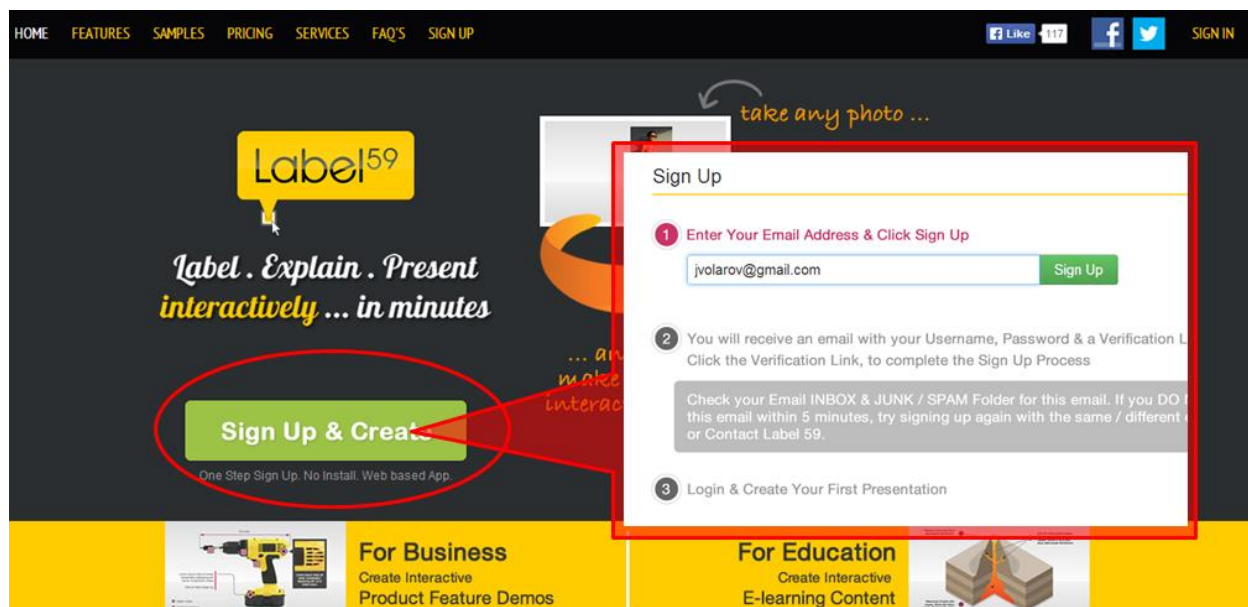 HOME FEATURES SAMPLES PRICING SERVICES FAQ'S SIGN UP
Like 117
SIGN IN
take any photo ...
Label59
Label . Explain . Present
interactively ... in minutes
... an
make
interac
Sign Up & Create
One Step Sign Up. No Install. Web based App.
Sign Up
1 Enter Your Email Address & Click Sign Up
jvolarov@gmail.com Sign Up
2 You will receive an email with your Username, Password & a Verification L
Click the Verification Link, to complete the Sign Up Process
Check your Email INBOX & JUNK / SPAM Folder for this email. If you DO
this email within 5 minutes, try signing up again with the same / different
or Contact Label 59.
3 Login & Create Your First Presentation
For Business
Create Interactive
Product Feature Demos
For Education
Create Interactive
E-learning Content